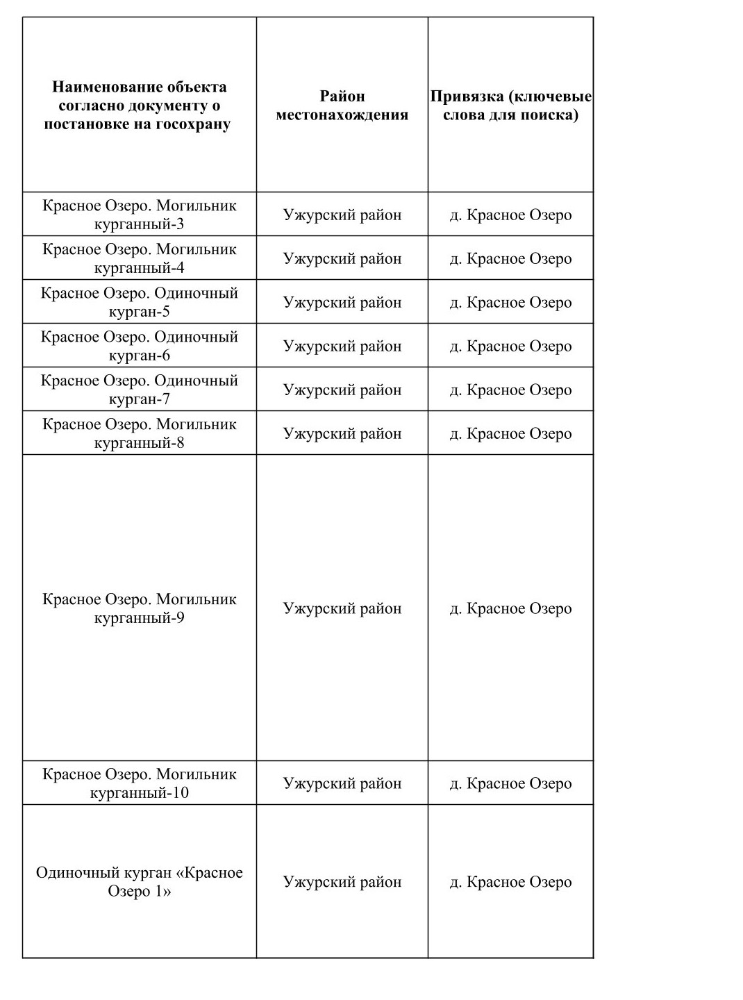 Наименование объекта
согласно документу о
постановке на госохрану
Район
местонахождения
Привязка (ключевые
слова для поиска)
Красное Озеро. Могильник
курганный-3
Ужурский район
д. Красное Озеро
Красное Озеро. Могильник
курганный-4
Ужурский район
д. Красное Озеро
Красное Озеро. Одиночный
курган-5
Ужурский район
д. Красное Озеро
Красное Озеро. Одиночный
курган-6
Ужурский район
д. Красное Озеро
Красное Озеро. Одиночный
курган-7
Ужурский район
д. Красное Озеро
Красное Озеро. Могильник
курганный-8
Ужурский район
д. Красное Озеро
Красное Озеро. Могильник
курганный-9
Ужурский район
д. Красное Озеро
Красное Озеро. Могильник
курганный-10
Ужурский район
д. Красное Озеро
Одиночный курган «Красное
Озеро 1»
Ужурский район
д. Красное Озеро